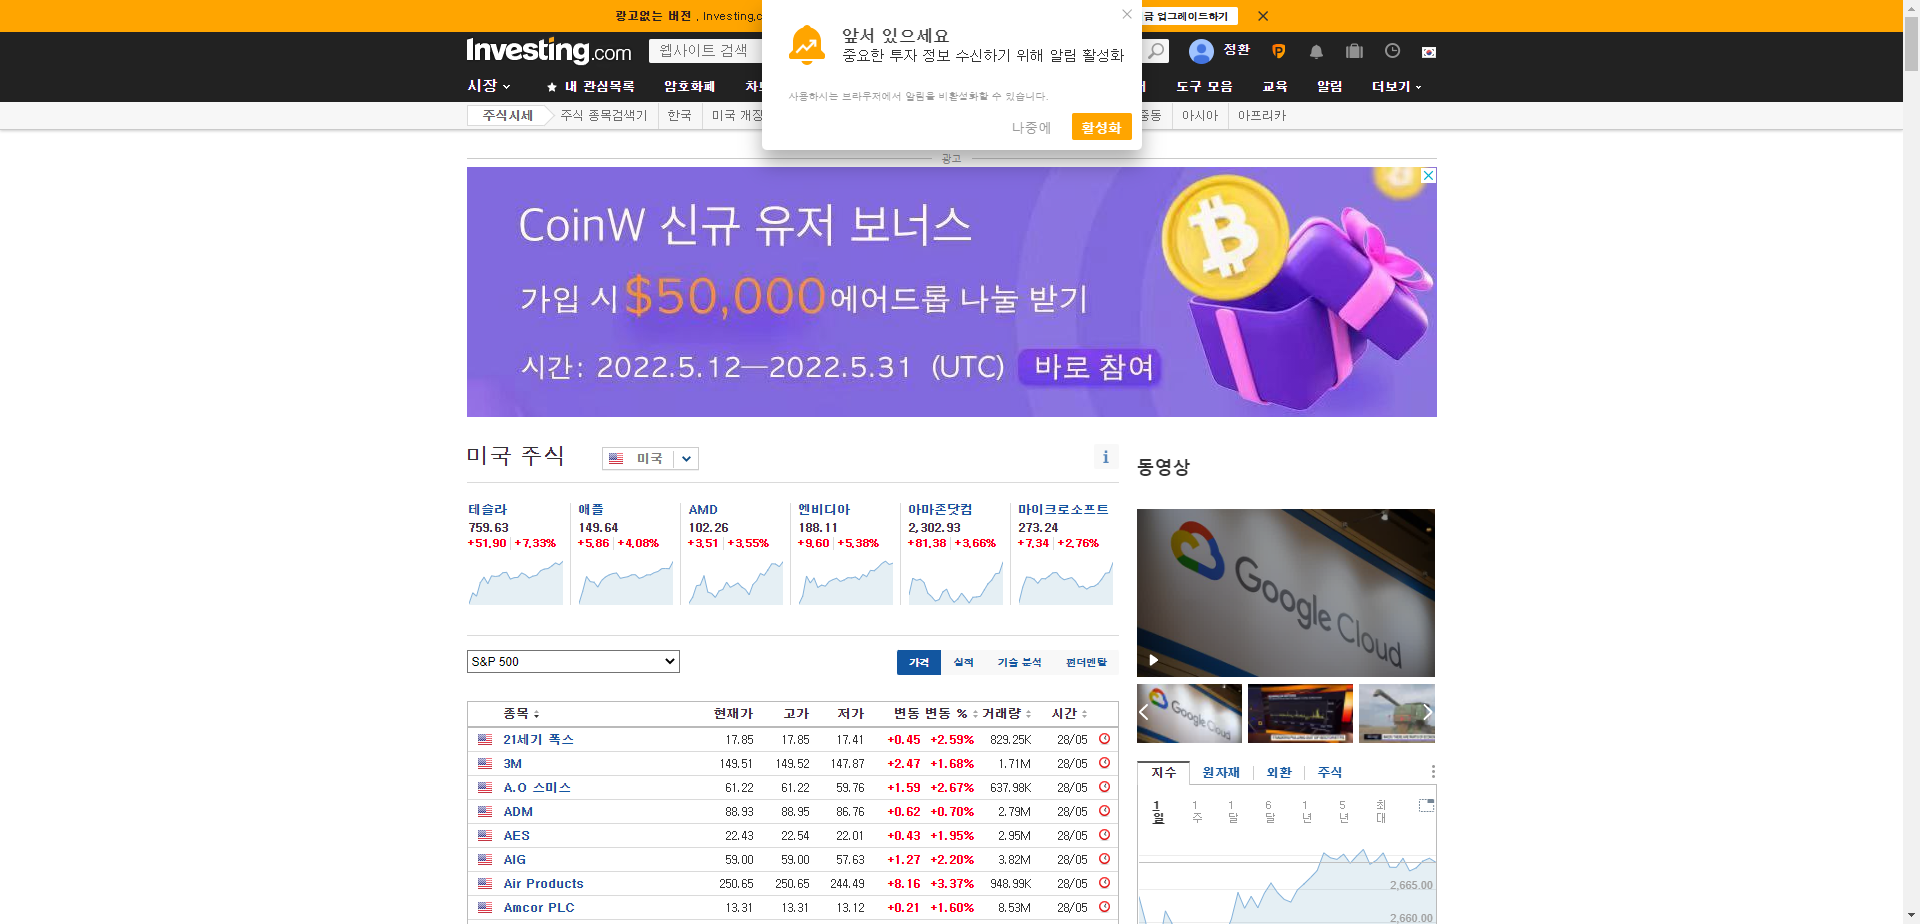 광고없는 버전 . Investing.c
금 업그레이드하기
앞서 있으세요
중요한 투자 정보 수신하기 위해 알림 활성화
사용하시는 브라우저에서 알림을 비활성화할 수 있습니다.
나중에
활성화
Investing.com
웹사이트 검색
정환
시장
내 관심목록
암호화폐
도구 모음
교육
알림
더보기
주식시세
주식 종목검색기
한국
미국 개장
중동
아시아
아프리카
광고
CoinW 신규 유저 보너스
가입 시 $50,000 에어드롭 나눌 받기
시간: 2022.5.12—2022.5.31 (UTC) 바로 참여
미국 주식
미국
i
동영상
테슬라 애플 AMD 엔비디아 아마존닷컴 마이크로소프트
759.63 149.64 102.26 188.11 2,302.93 273.24
+51.90 +7.33% +5.86 +4.08% +3.51 +3.55% +9.60 +5.38% +81.38 +3.66% +7.34 +2.76%
Google Cloud
S&P 500
가격 실적 기술 분석 펀더멘탈
종목 현재가 고가 저가 변동 변동 % 거래량 시간
21세기 폭스 17.85 17.85 17.41 +0.45 +2.59% 829.25K 28/05
3M 149.51 149.52 147.87 +2.47 +1.68% 1.71M 28/05
A.O 스미스 61.22 61.22 59.76 +1.59 +2.67% 637.98K 28/05
ADM 88.93 88.95 86.76 +0.62 +0.70% 2.79M 28/05
AES 22.43 22.54 22.01 +0.43 +1.95% 2.95M 28/05
AIG 59.00 59.00 57.63 +1.27 +2.20% 3.82M 28/05
Air Products 250.65 250.65 244.49 +8.16 +3.37% 948.99K 28/05
Amcor PLC 13.31 13.31 13.12 +0.21 +1.60% 8.53M 28/05
Google Cloud
지수 원자재 외환 주식
1일 1주 1달 6달 1년 5년 최대
2,665.00
2,660.00